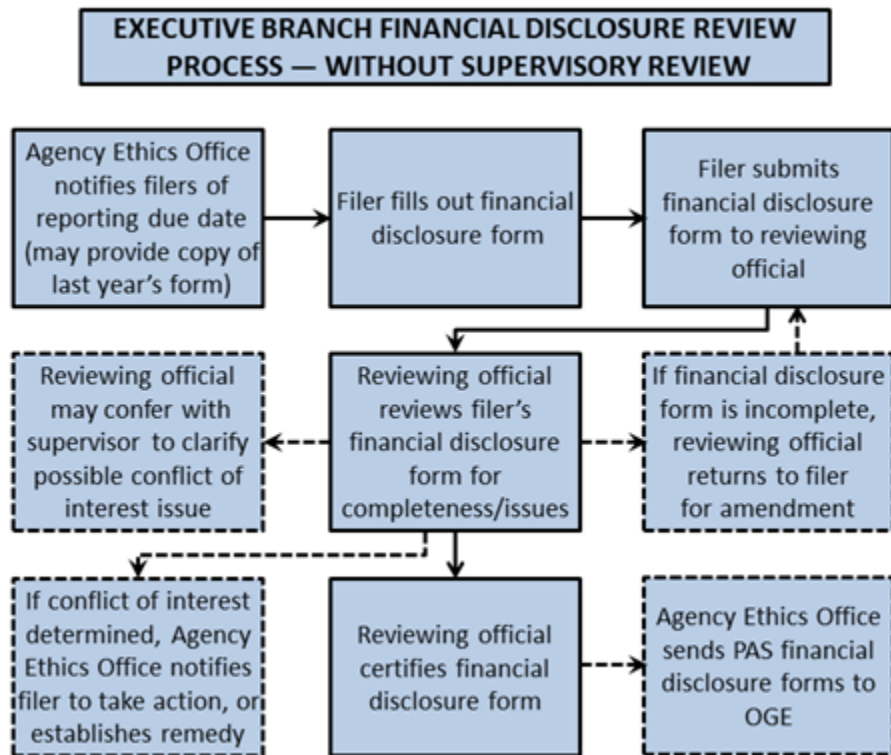 EXECUTIVE BRANCH FINANCIAL DISCLOSURE REVIEW
PROCESS — WITHOUT SUPERVISORY REVIEW
Agency Ethics Office
notifies filers of
reporting due date
(may provide copy of
last year’s form)
Filer fills out financial
disclosure form
Filer submits
financial disclosure
form to reviewing
official
Reviewing official
may confer with
supervisor to clarify
possible conflict of
interest issue
Reviewing official
reviews filer’s
financial disclosure
form for
completeness/issues
If financial disclosure
form is incomplete,
reviewing official
returns to filer
for amendment
If conflict of interest
determined, Agency
Ethics Office notifies
filer to take action, or
establishes remedy
Reviewing official
certifies financial
disclosure form
Agency Ethics Office
sends PAS financial
disclosure forms to
OGE